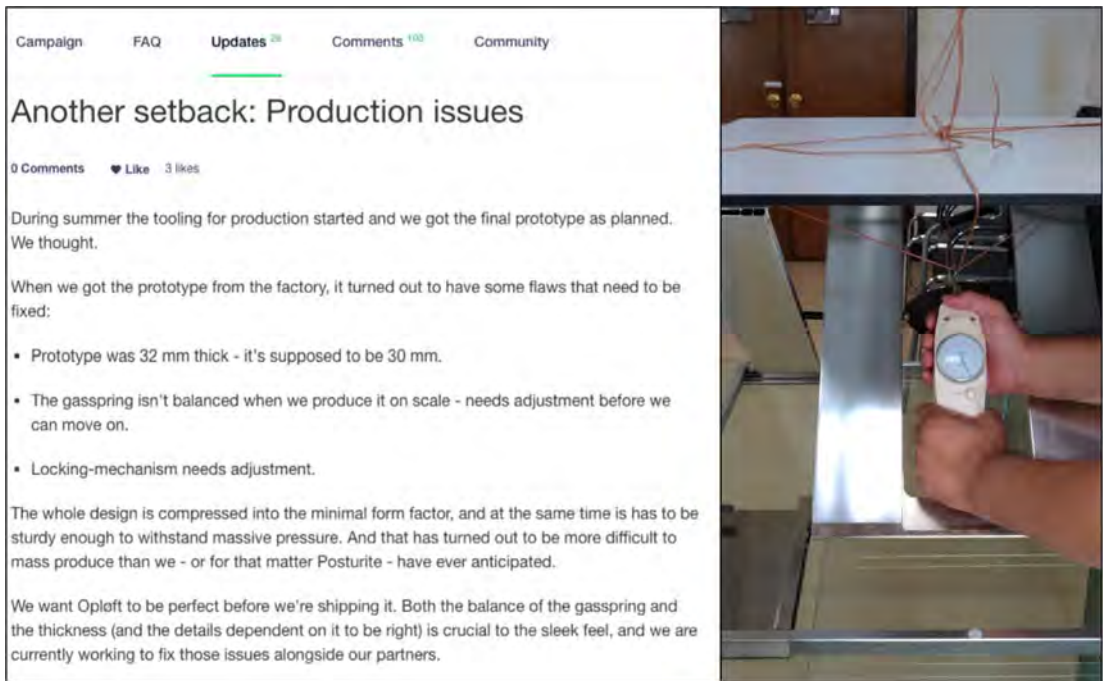 Campaign FAQ Updates 28 Comments 103 Community
Another setback: Production issues
0 Comments ♥ Like 3 likes
During summer the tooling for production started and we got the final prototype as planned.
We thought.
When we got the prototype from the factory, it turned out to have some flaws that need to be
fixed:
▪ Prototype was 32 mm thick - it's supposed to be 30 mm.
▪ The gasspring isn't balanced when we produce it on scale - needs adjustment before we
can move on.
▪ Locking-mechanism needs adjustment.
The whole design is compressed into the minimal form factor, and at the same time is has to be
sturdy enough to withstand massive pressure. And that has turned out to be more difficult to
mass produce than we - or for that matter Posturite - have ever anticipated.
We want Opløft to be perfect before we're shipping it. Both the balance of the gasspring and
the thickness (and the details dependent on it to be right) is crucial to the sleek feel, and we are
currently working to fix those issues alongside our partners.